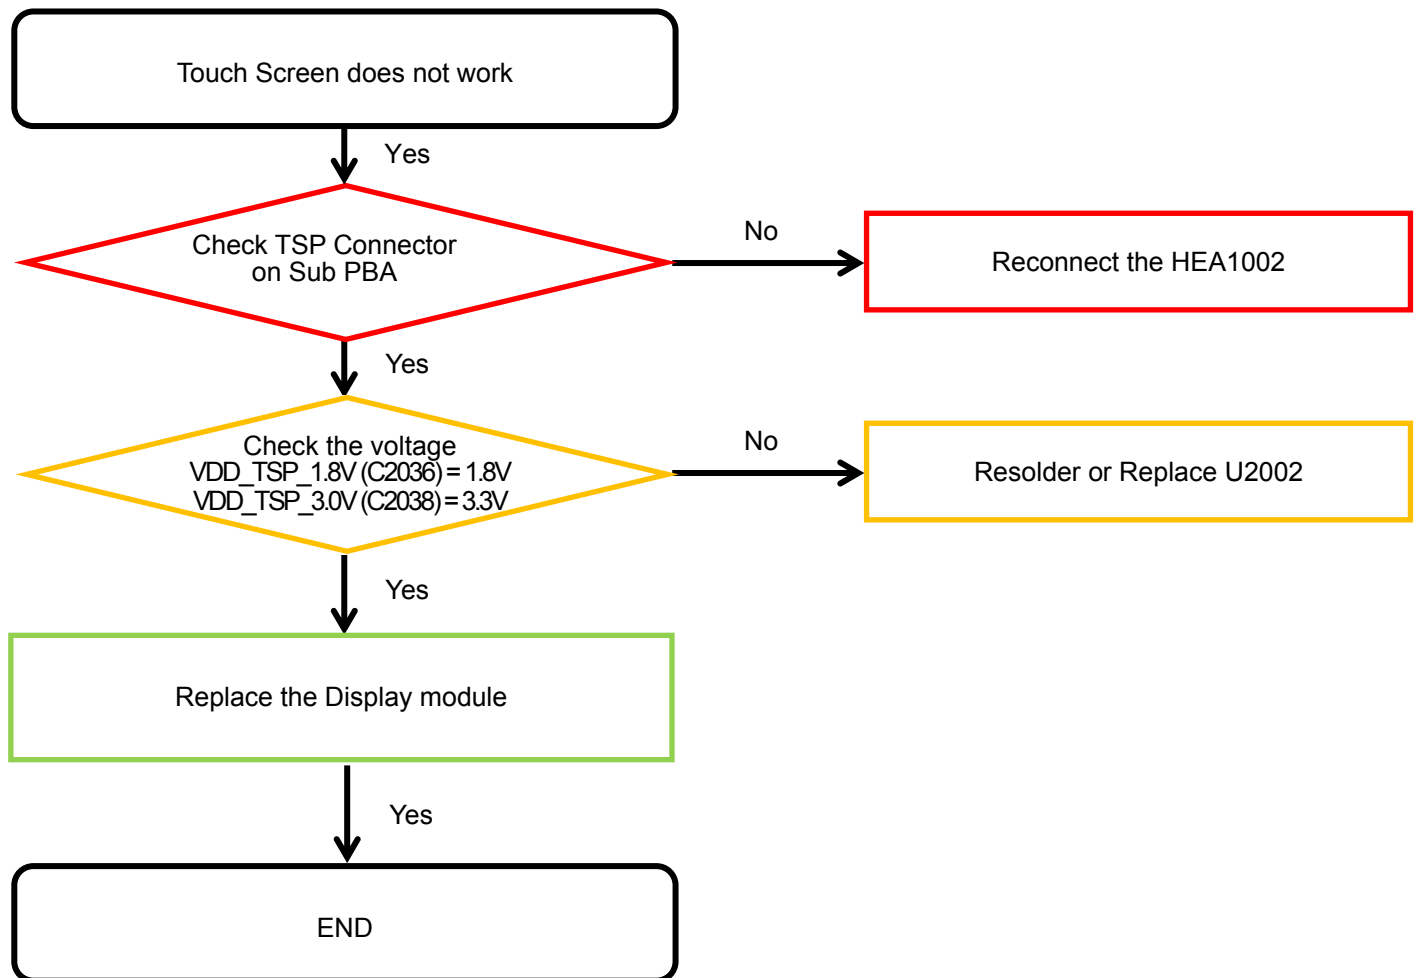 Touch Screen does not work
Yes
Check TSP Connector
on Sub PBA
No
Reconnect the HEA1002
Yes
Check the voltage
VDD_TSP_1.8V (C2036) = 1.8V
VDD_TSP_3.0V (C2038) = 3.3V
No
Resolder or Replace U2002
Yes
Replace the Display module
Yes
END